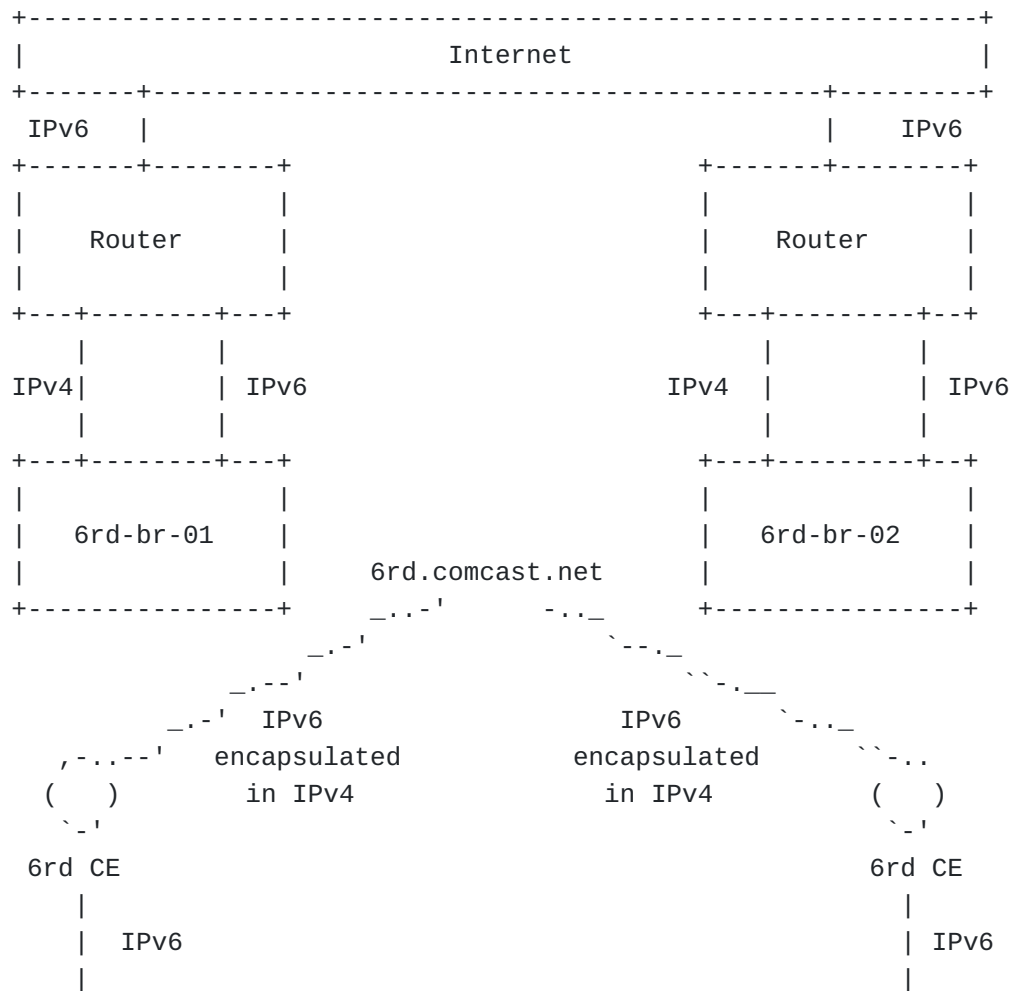 Internet
IPv6 IPv6
Router Router
IPv4 IPv6 IPv4 IPv6
6rd-br-01 6rd-br-02
6rd.comcast.net
IPv6 IPv6
encapsulated encapsulated
in IPv4 in IPv4
6rd CE 6rd CE
IPv6 IPv6